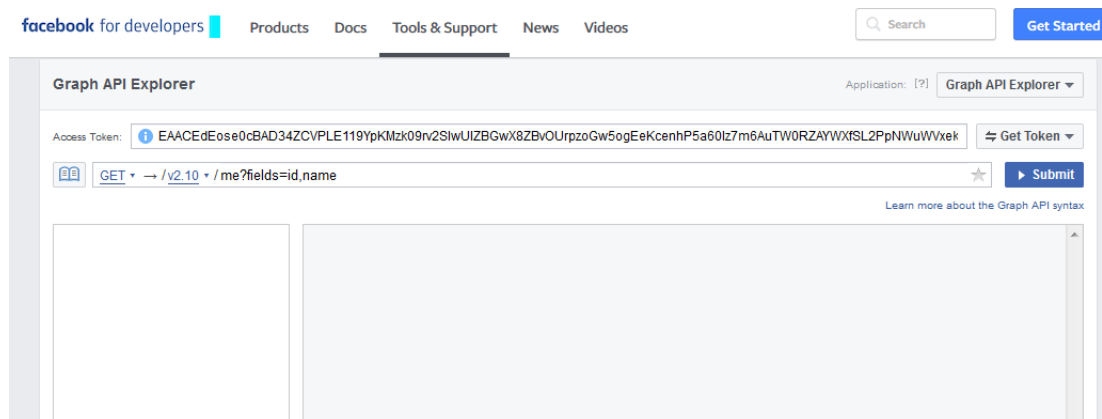 facebook for developers Products Docs Tools & Support News Videos Search Get Started
Graph API Explorer Application: [?] Graph API Explorer
Access Token: Get Token
GET → / v2.10 / me?fields=id,name Submit
Learn more about the Graph API syntax